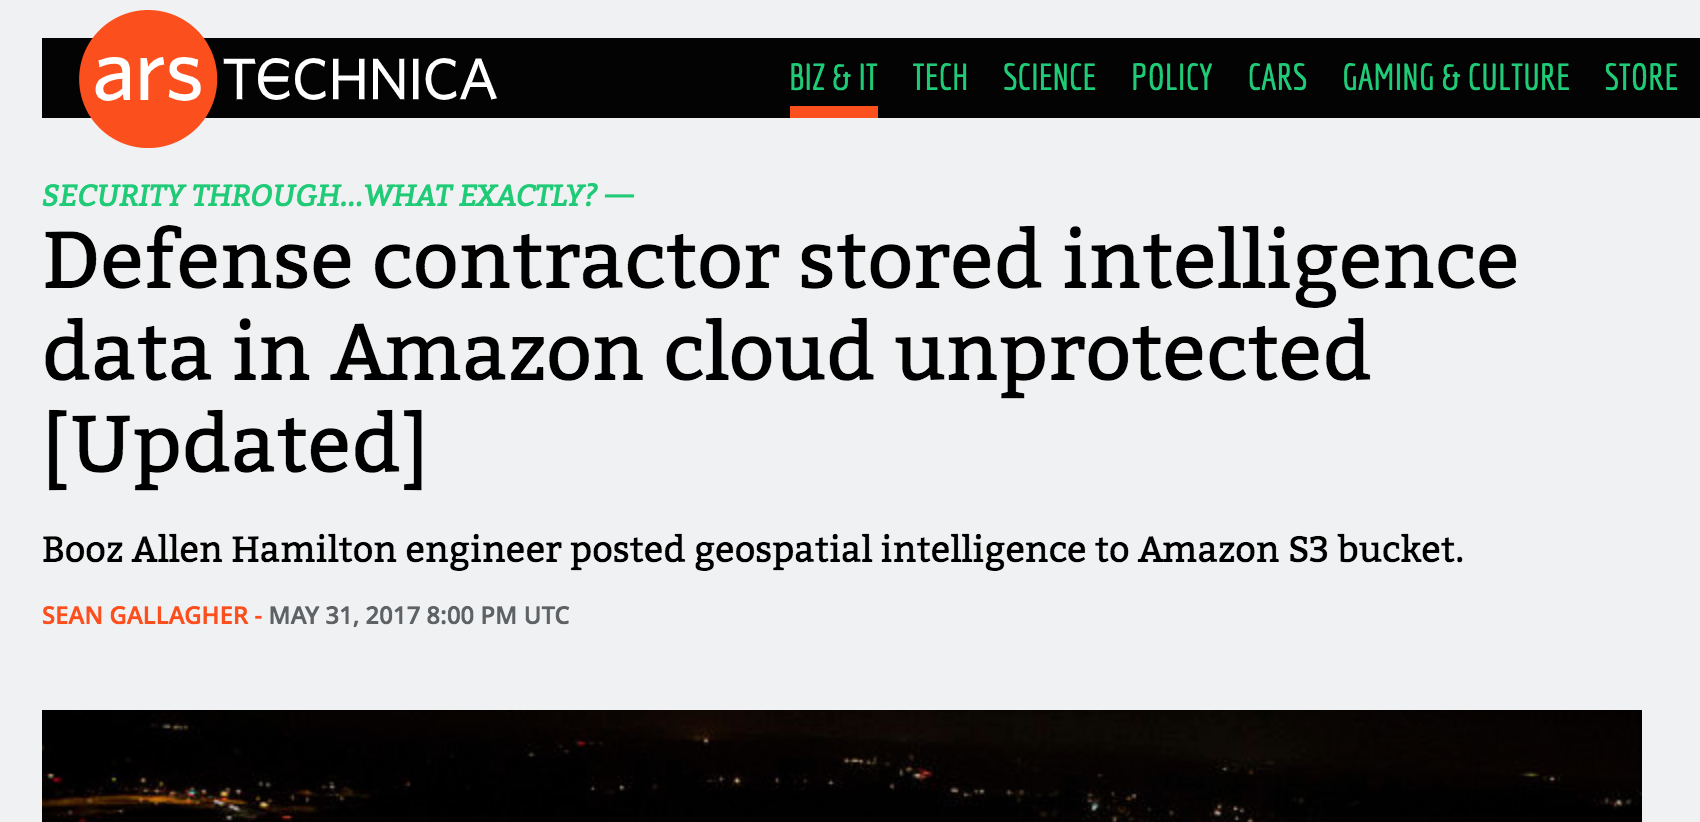 ars TECHNICA
BIZ & IT TECH SCIENCE POLICY CARS GAMING & CULTURE STORE
SECURITY THROUGH...WHAT EXACTLY? —
Defense contractor stored intelligence
data in Amazon cloud unprotected
[Updated]
Booz Allen Hamilton engineer posted geospatial intelligence to Amazon S3 bucket.
SEAN GALLAGHER - MAY 31, 2017 8:00 PM UTC